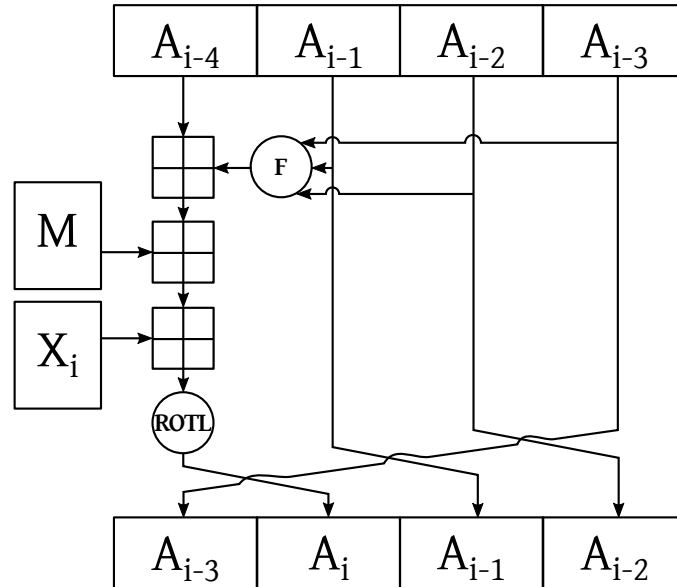 A_{i-4} A_{i-1} A_{i-2} A_{i-3}
F
M
X_i
ROTL
A_{i-3} A_i A_{i-1} A_{i-2}